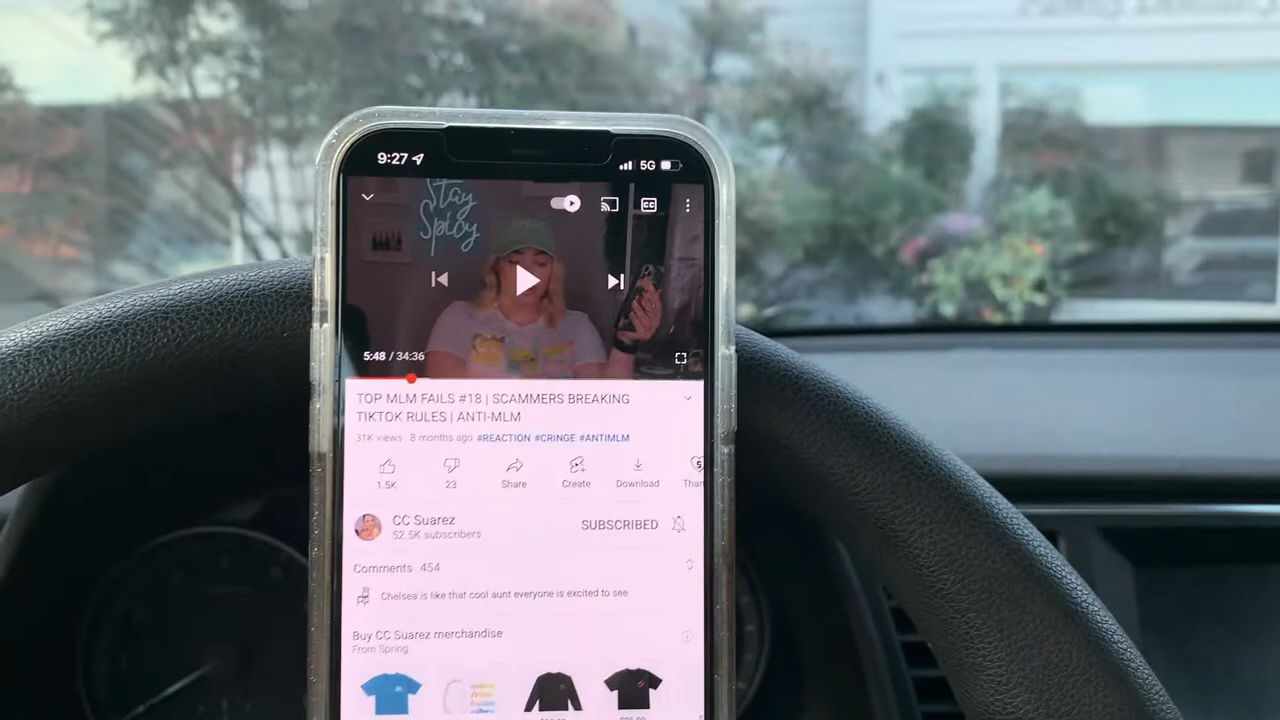 9:27
5G
Stay
Spicy
CC
5:48 / 34:36
TOP MLM FAILS #18 | SCAMMERS BREAKING
TIKTOK RULES | ANTI-MLM
31K views 8 months ago #REACTION #CRINGE #ANTIMLM
1.5K 23 Share Create Download Than
CC Suarez
52.5K subscribers
SUBSCRIBED
Comments 454
Chelsea is like that cool aunt everyone is excited to see
Buy CC Suarez merchandise
From Spring